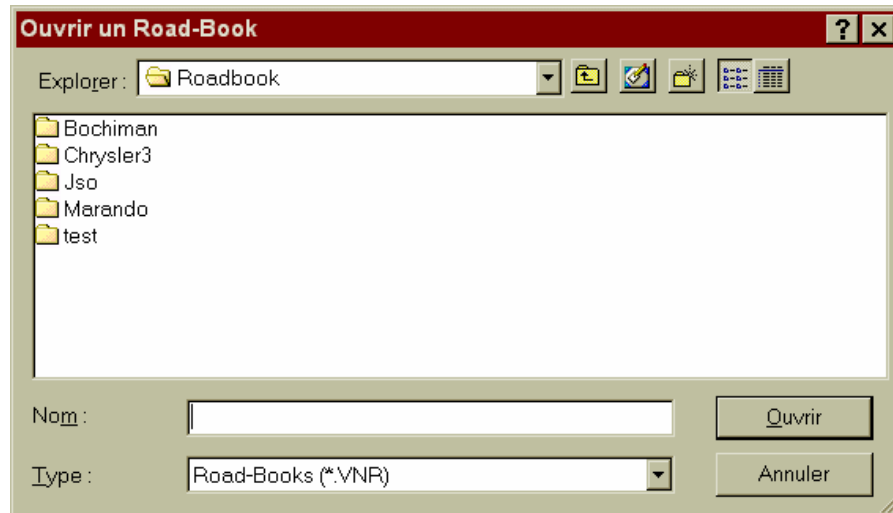 Ouvrir un Road-Book
Explorer : Roadbook
Bochiman
Chrysler3
Jso
Marando
test
Nom : Ouvrir
Type : Road-Books (*.VNR) Annuler